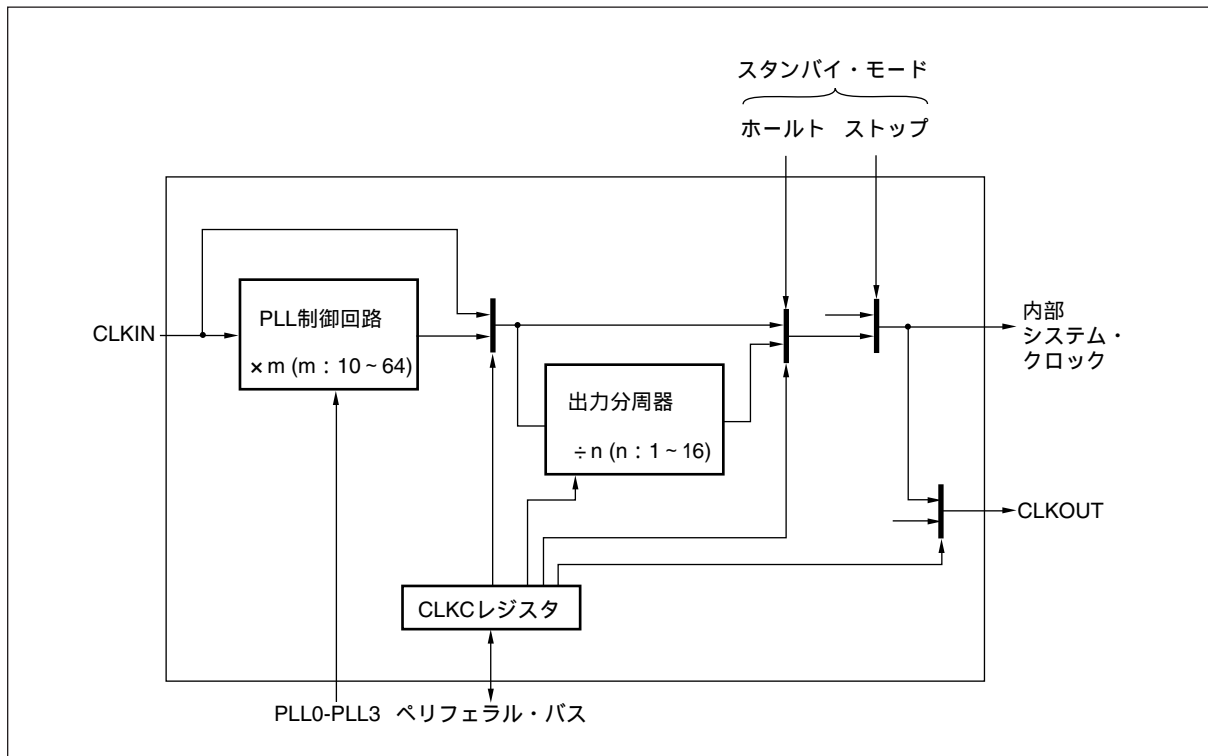 スタンバイ・モード
ホールト ストップ
PLL制御回路
×m (m : 10~64)
CLKIN
内部
システム・
クロック
出力分周器
÷n (n : 1~16)
CLKOUT
CLKCレジスタ
PLL0-PLL3 ペリフェラル・バス